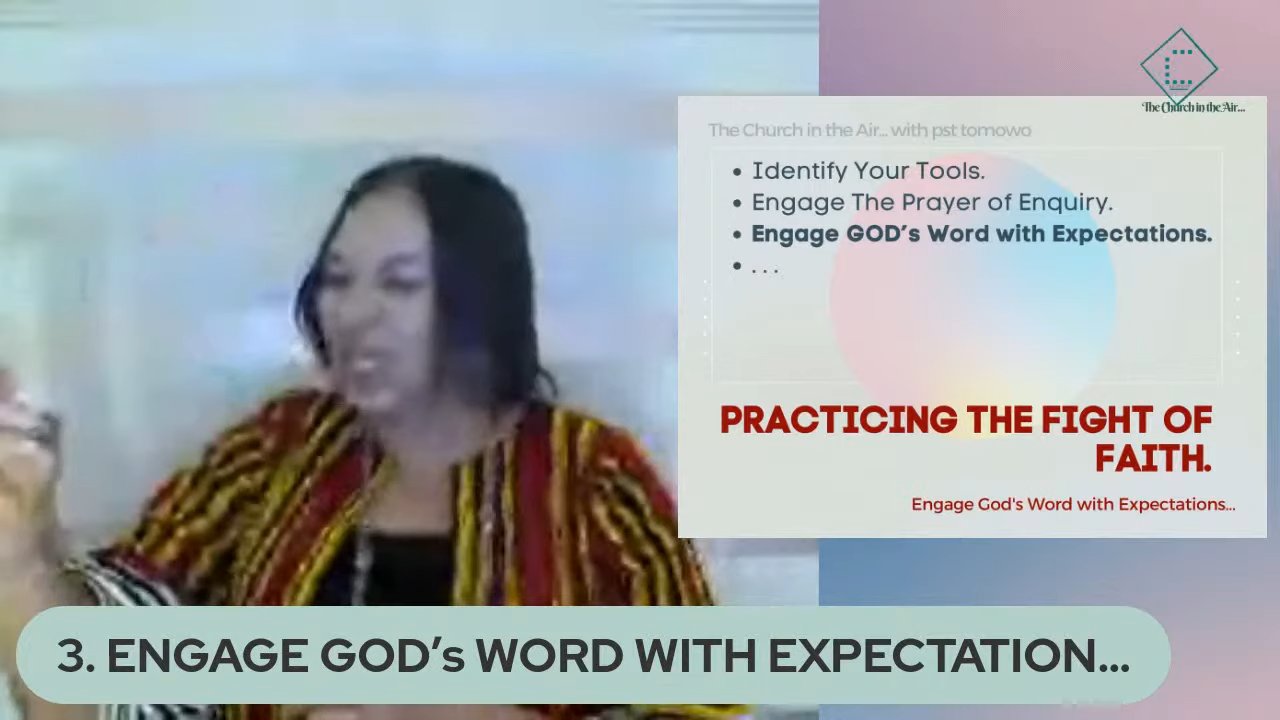 The Church in the Air...
The Church in the Air... with pst tomowo
• Identify Your Tools.
• Engage The Prayer of Enquiry.
• Engage GOD’s Word with Expectations.
• . . .
PRACTICING THE FIGHT OF
FAITH.
Engage God's Word with Expectations...
3. ENGAGE GOD’s WORD WITH EXPECTATION...